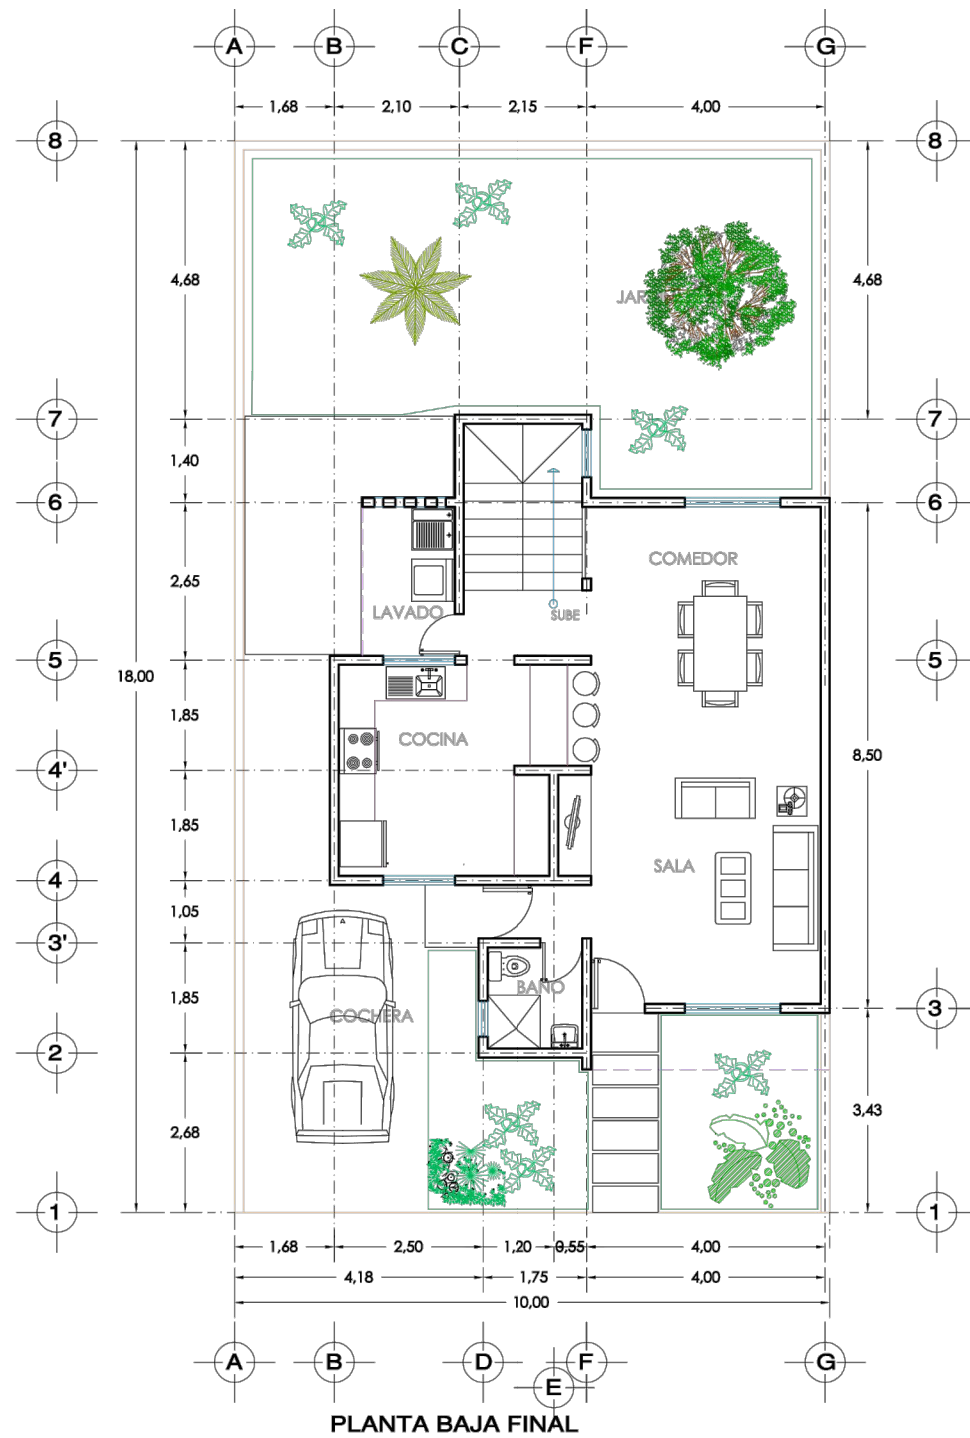 A B C F G
1,68 2,10 2,15 4,00
8 8
4,68 4,68
JAR
7 7
1,40
6 6
COMEDOR
2,65
LAVADO
SUBE
5 5
18,00
1,85
COCINA
8,50
4'
1,85
SALA
4
1,05
3'
BAÑO
1,85
COCHERA
3
2
3,43
2,68
1 1
1,68 2,50 1,20 0,55 4,00
4,18 1,75 4,00
10,00
A B D F G
E
PLANTA BAJA FINAL